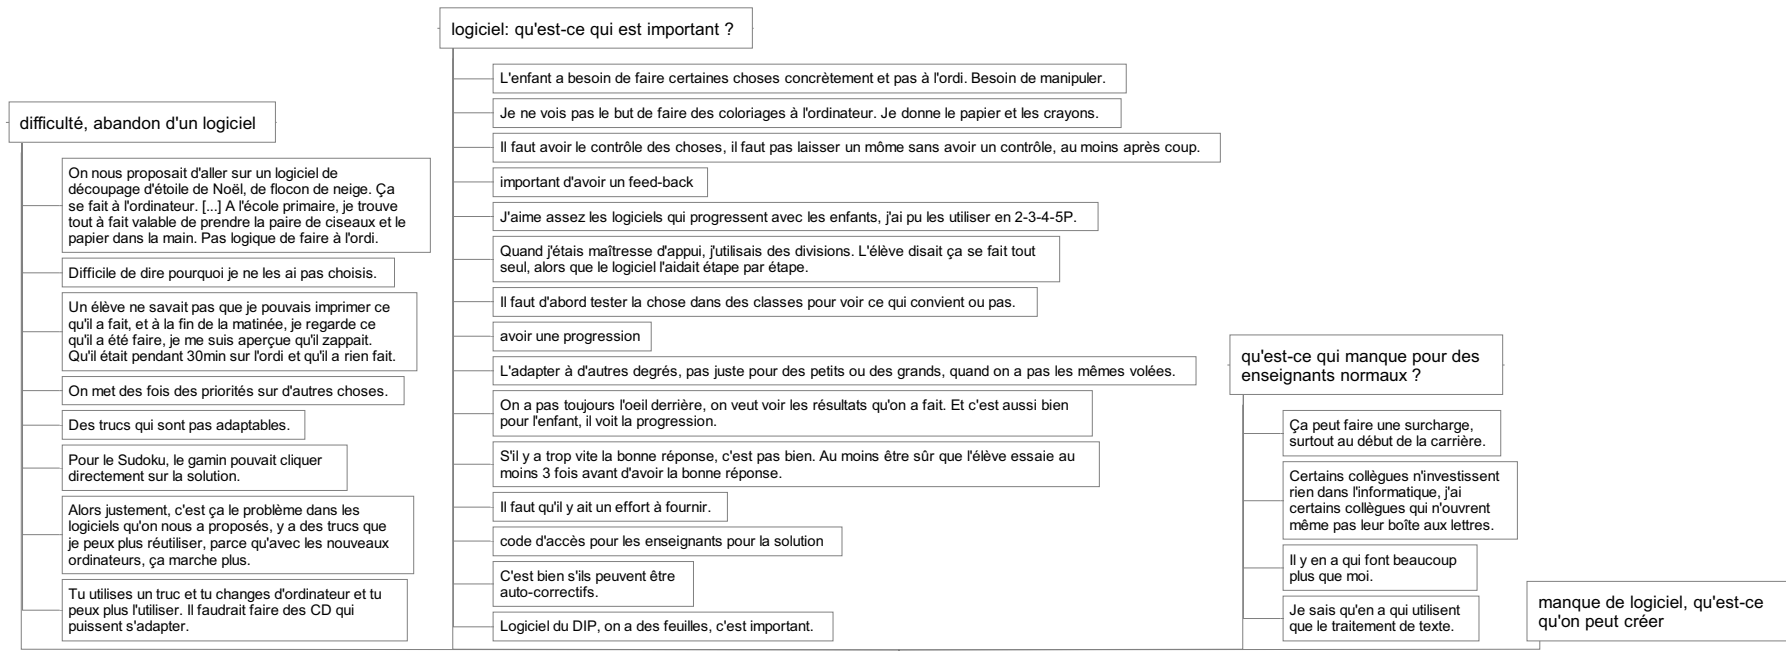 logiciel: qu'est-ce qui est important ?
L'enfant a besoin de faire certaines choses concrètement et pas à l'ordi. Besoin de manipuler.
Je ne vois pas le but de faire des coloriages à l'ordinateur. Je donne le papier et les crayons.
Il faut avoir le contrôle des choses, il faut pas laisser un môme sans avoir un contrôle, au moins après coup.
important d'avoir un feed-back
J'aime assez les logiciels qui progressent avec les enfants, j'ai pu les utiliser en 2-3-4-5P.
Quand j'étais maîtresse d'appui, j'utilisais des divisions. L'élève disait ça se fait tout
seul, alors que le logiciel l'aidait étape par étape.
Il faut d'abord tester la chose dans des classes pour voir ce qui convient ou pas.
avoir une progression
L'adapter à d'autres degrés, pas juste pour des petits ou des grands, quand on a pas les mêmes volées.
On a pas toujours l'oeil derrière, on veut voir les résultats qu'on a fait. Et c'est aussi bien
pour l'enfant, il voit la progression.
S'il y a trop vite la bonne réponse, c'est pas bien. Au moins être sûr que l'élève essaie au
moins 3 fois avant d'avoir la bonne réponse.
Il faut qu'il y ait un effort à fournir.
code d'accès pour les enseignants pour la solution
C'est bien s'ils peuvent être
auto-correctifs.
Logiciel du DIP, on a des feuilles, c'est important.
difficulté, abandon d'un logiciel
On nous proposait d'aller sur un logiciel de
découpage d'étoile de Noël, de flocon de neige. Ça
se fait à l'ordinateur. [...] A l'école primaire, je trouve
tout à fait valable de prendre la paire de ciseaux et le
papier dans la main. Pas logique de faire à l'ordi.
Difficile de dire pourquoi je ne les ai pas choisis.
Un élève ne savait pas que je pouvais imprimer ce
qu'il a fait, et à la fin de la matinée, je regarde ce
qu'il a été faire, je me suis aperçue qu'il zappait.
Qu'il était pendant 30min sur l'ordi et qu'il a rien fait.
On met des fois des priorités sur d'autres choses.
Des trucs qui sont pas adaptables.
Pour le Sudoku, le gamin pouvait cliquer
directement sur la solution.
Alors justement, c'est ça le problème dans les
logiciels qu'on nous a proposés, y a des trucs que
je peux plus réutiliser, parce qu'avec les nouveaux
ordinateurs, ça marche plus.
Tu utilises un truc et tu changes d'ordinateur et tu
peux plus l'utiliser. Il faudrait faire des CD qui
puissent s'adapter.
qu'est-ce qui manque pour des
enseignants normaux ?
Ça peut faire une surcharge,
surtout au début de la carrière.
Certains collègues n'investissent
rien dans l'informatique, j'ai
certains collègues qui n'ouvrent
même pas leur boîte aux lettres.
Il y en a qui font beaucoup
plus que moi.
Je sais qu'en a qui utilisent
que le traitement de texte.
manque de logiciel, qu'est-ce
qu'on peut créer